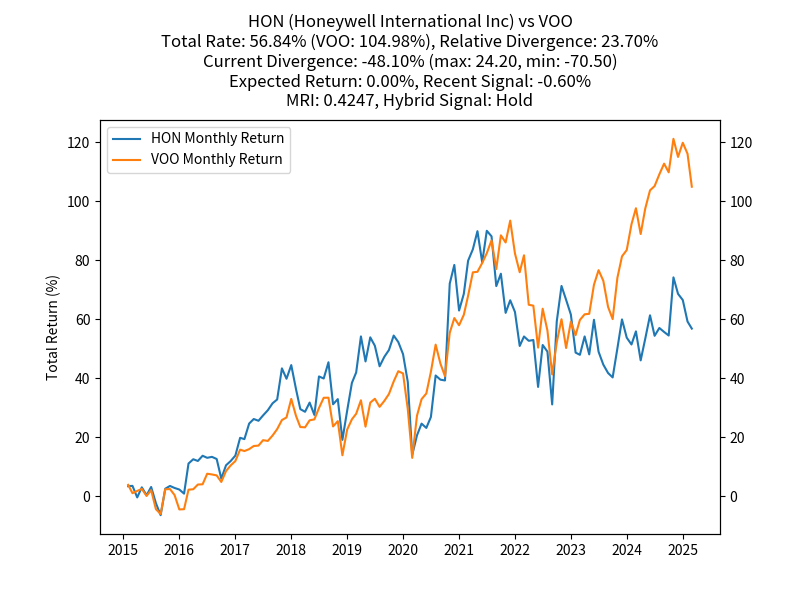 HON (Honeywell International Inc) vs VOO
Total Rate: 56.84% (VOO: 104.98%), Relative Divergence: 23.70%
Current Divergence: -48.10% (max: 24.20, min: -70.50)
Expected Return: 0.00%, Recent Signal: -0.60%
MRI: 0.4247, Hybrid Signal: Hold
HON Monthly Return
VOO Monthly Return
Total Return (%)
120
100
80
60
40
20
0
120
100
80
60
40
20
0
2015 2016 2017 2018 2019 2020 2021 2022 2023 2024 2025